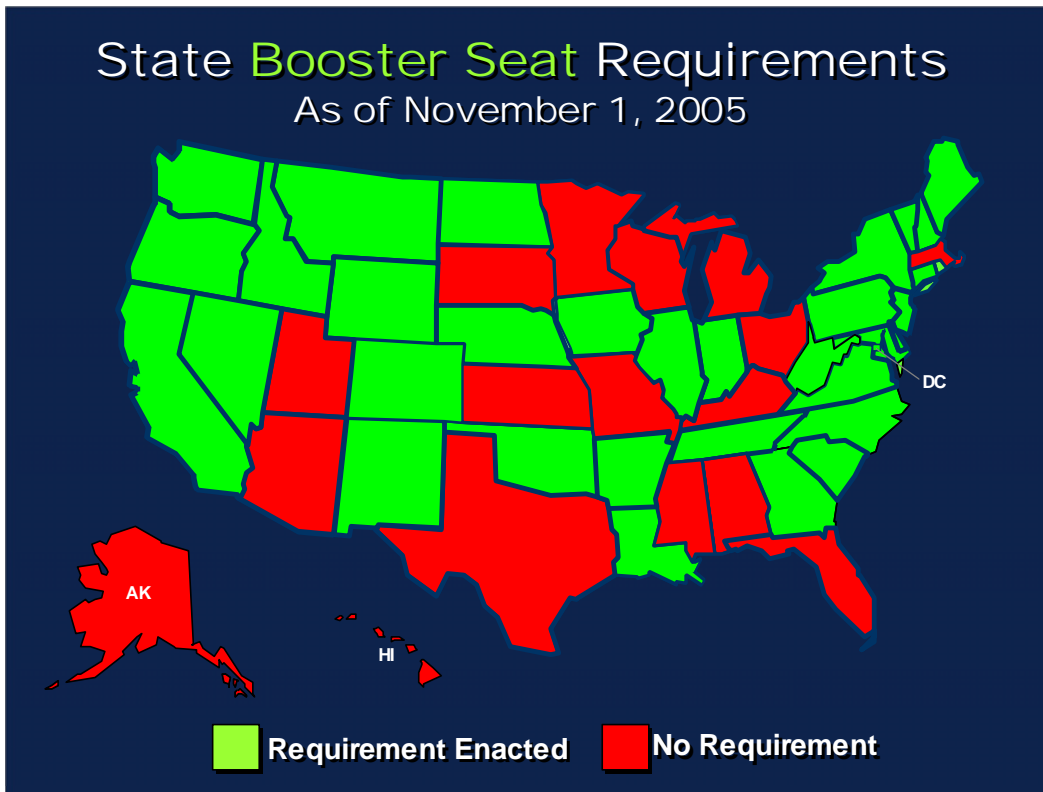 State Booster Seat Requirements
As of November 1, 2005
DC
AK
HI
Requirement Enacted
No Requirement